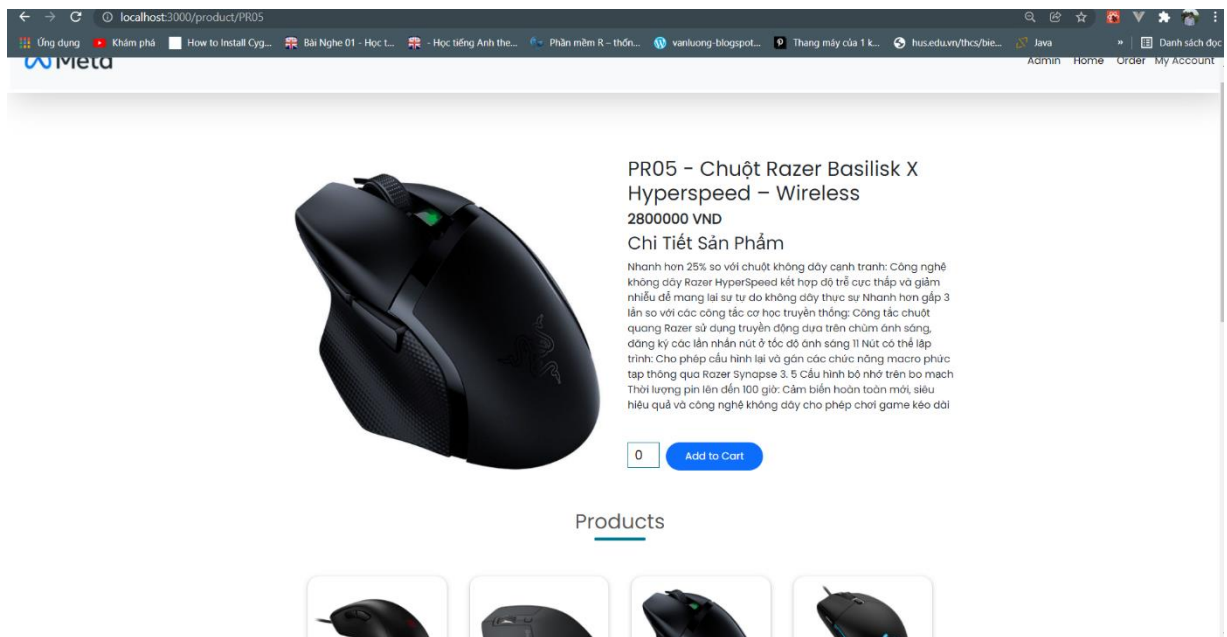 localhost:3000/product/PR05
Ứng dụng Khám phá How to Install Cyg... Bài Nghe 01 - Học t... - Học tiếng Anh the... Phần mềm R – thốn... vanluong-blogspot... Thang máy của 1 k... hus.edu.vn/thcs/bie... Java » Danh sách đọc
Meta Admin Home Order My Account
PR05 - Chuột Razer Basilisk X
Hyperspeed – Wireless
2800000 VND
Chi Tiết Sản Phẩm
Nhanh hơn 25% so với chuột không dây cạnh tranh: Công nghệ
không dây Razer HyperSpeed kết hợp độ trễ cực thấp và giảm
nhiễu để mang lại sự tự do không dây thực sự Nhanh hơn gấp 3
lần so với các công tắc cơ học truyền thống: Công tắc chuột
quang Razer sử dụng truyền động dựa trên chùm ánh sáng,
đăng ký các lần nhấn nút ở tốc độ ánh sáng 11 Nút có thể lập
trình: Cho phép cấu hình lại và gán các chức năng macro phức
tạp thông qua Razer Synapse 3. 5 Cấu hình bộ nhớ trên bo mạch
Thời lượng pin lên đến 100 giờ: Cảm biến hoàn toàn mới, siêu
hiệu quả và công nghệ không dây cho phép chơi game kéo dài
0 Add to Cart
Products